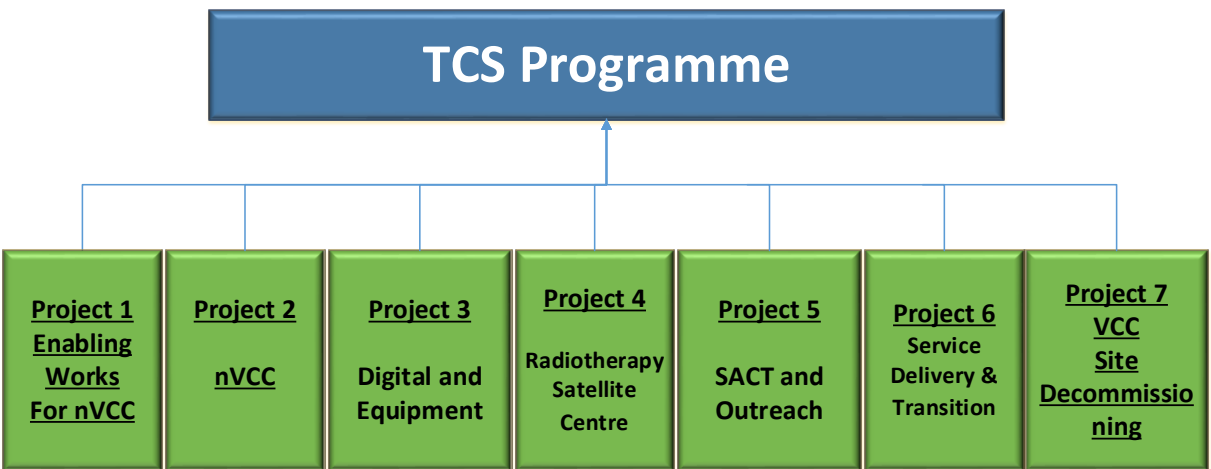 TCS Programme
Project 1
Enabling
Works
For nVCC
Project 2
nVCC
Project 3
Digital and
Equipment
Project 4
Radiotherapy
Satellite
Centre
Project 5
SACT and
Outreach
Project 6
Service
Delivery &
Transition
Project 7
VCC
Site
Decommissio
ning